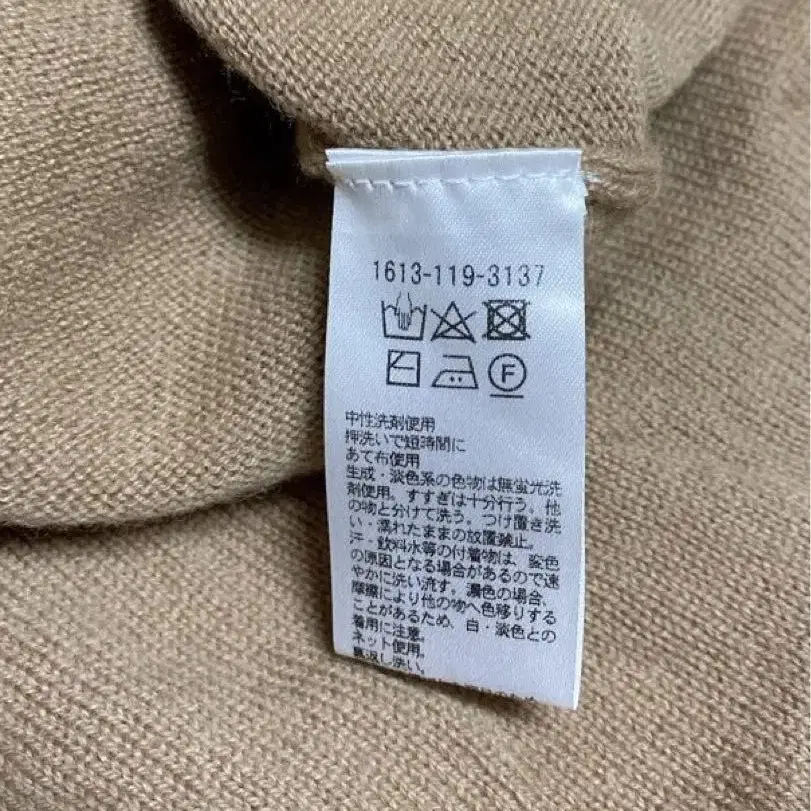 1613-119-3137
F
中性洗剤使用
押洗いで短時間に
あて布使用
生成・淡色系の色物は無蛍光洗
剤使用。すすぎは十分行う。他
の物と分けて洗う。つけ置き洗
い・濡れたままの放置禁止。
汗・飲料水等の付着物は、変色
の原因となる場合があるので速
やかに洗い流す。濃色の場合、
摩擦により他の物へ色移りする
ことがあるため、白・淡色との
着用に注意。
ネット使用。
裏返し洗い。